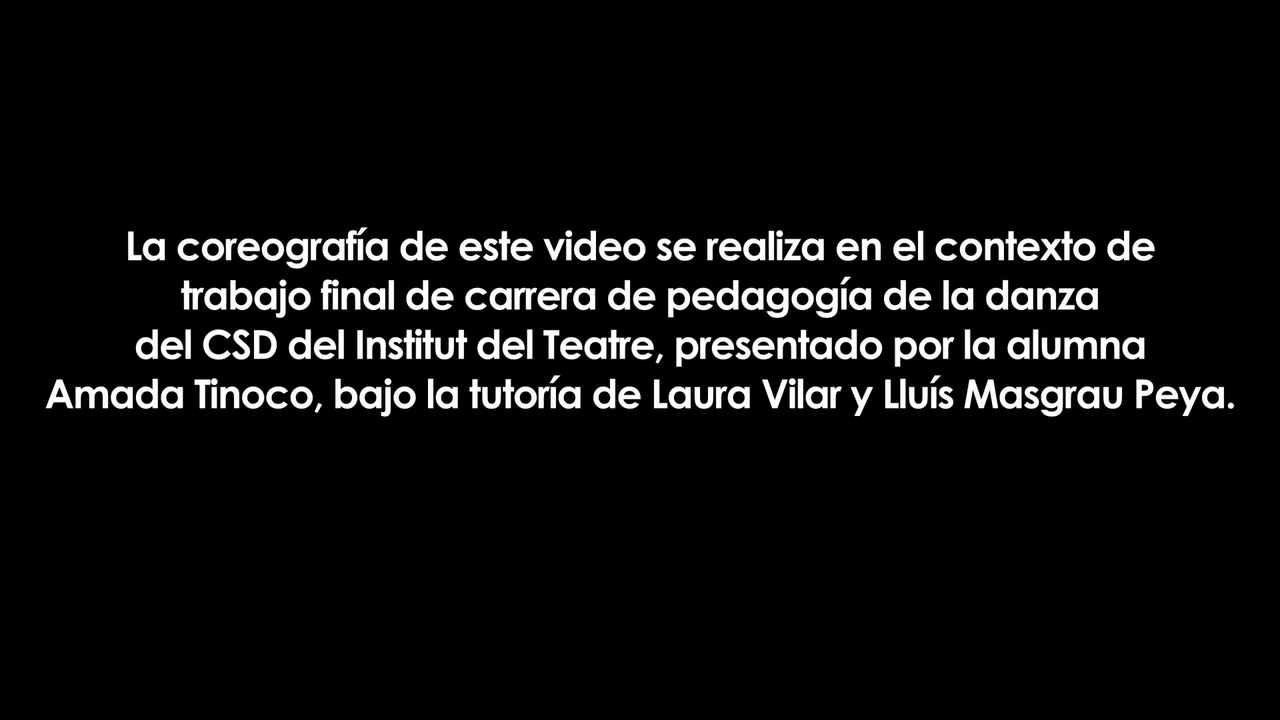 La coreografía de este video se realiza en el contexto de
trabajo final de carrera de pedagogía de la danza
del CSD del Institut del Teatre, presentado por la alumna
Amada Tinoco, bajo la tutoría de Laura Vilar y Lluís Masgrau Peya.